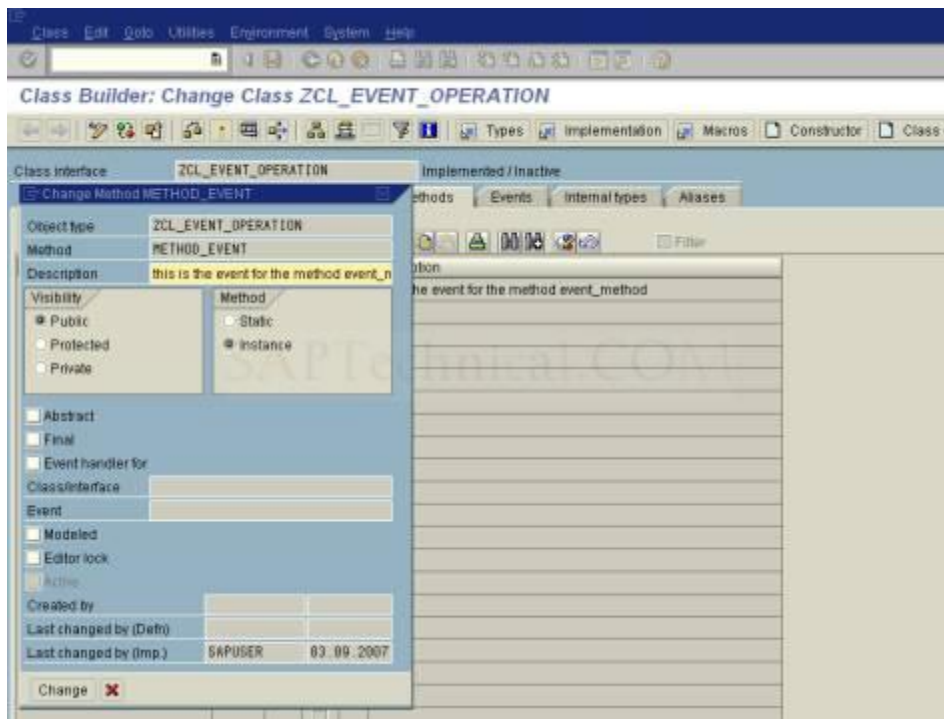 Class Edit Goto Utilities Environment System Help
Class Builder: Change Class ZCL_EVENT_OPERATION
Types Implementation Macros Constructor Class
Class interface ZCL_EVENT_OPERATION Implemented / Inactive
Change Method METHOD_EVENT
ethods Events Internal types Aliases
Object type ZCL_EVENT_OPERATION
Method METHOD_EVENT
Filter
Description this is the event for the method event_n
ption
he event for the method event_method
Visibility Method
Public Static
Protected Instance
Private
SAPTechnical.COM
Abstract
Final
Event handler for
Class/interface
Event
Modeled
Editor lock
Active
Created by
Last changed by (Defn)
Last changed by (Imp.) SAPUSER 03.09.2007
Change